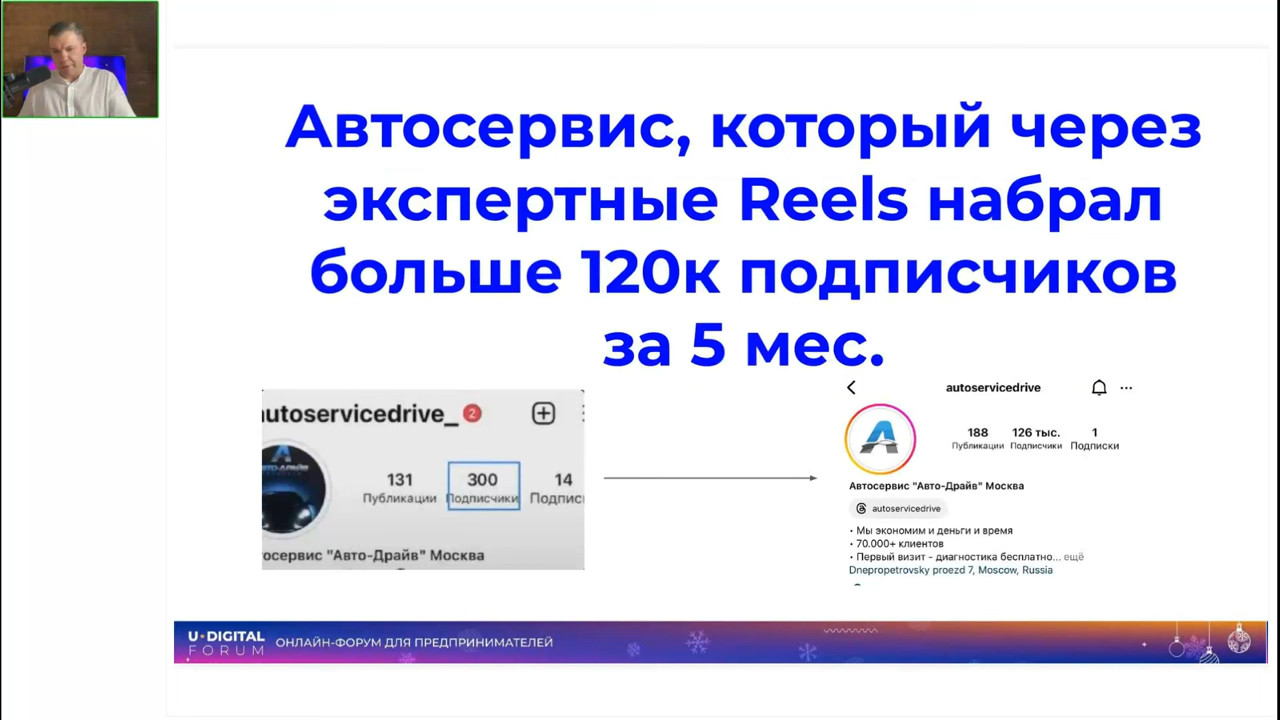 Автосервис, который через
экспертные Reels набрал
больше 120к подписчиков
за 5 мес.
autoservicedrive_ 2
131 300 14
Публикации Подписчики Подпис
тосервис "Авто-Драйв" Москва
autoservicedrive
188 126 тыс. 1
Публикации Подписчики Подписки
Автосервис "Авто-Драйв" Москва
autoservicedrive
• Мы экономим и деньги и время
• 70.000+ клиентов
• Первый визит - диагностика бесплатно... ещё
Dnepropetrovsky proezd 7, Moscow, Russia
U·DIGITAL
FORUM
ОНЛАЙН-ФОРУМ ДЛЯ ПРЕДПРИНИМАТЕЛЕЙ